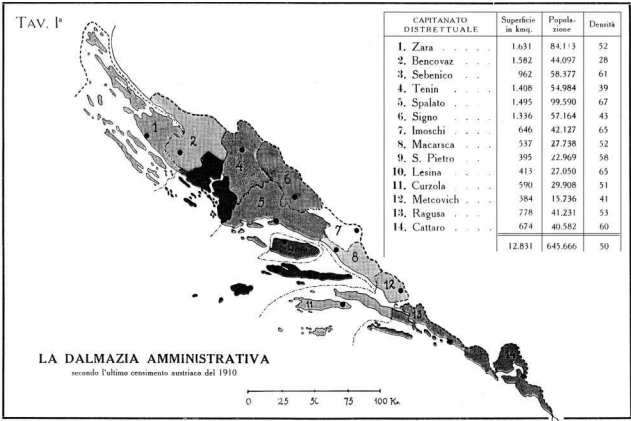 TAV. Iª
CAPITANATO DISTRETTUALE Superficie in kmq. Popolazione Densità
1. Zara . . . . . 1.631 84.113 52
2. Bencovaz . . . 1.582 44.097 28
3. Sebenico . . . 962 58.377 61
4. Tenin . . . . 1.408 54.984 39
5. Spalato . . . . 1.495 99.590 67
6. Signo . . . . 1.336 57.164 43
7. Imoschi . . . 646 42.127 65
8. Macarsca . . . 537 27.738 52
9. S. Pietro . . . 395 22.969 58
10. Lesina . . . . 413 27.050 65
11. Curzola . . . 590 29.908 51
12. Metcovich . . . 384 15.736 41
13. Ragusa . . . . 778 41.231 53
14. Cattaro . . . 674 40.582 60
12.831 645.666 50
1
2
4
6
5
7
8
12
11
LA DALMAZIA AMMINISTRATIVA
secondo l'ultimo censimento austriaco del 1910
0 25 50 75 100 Km.